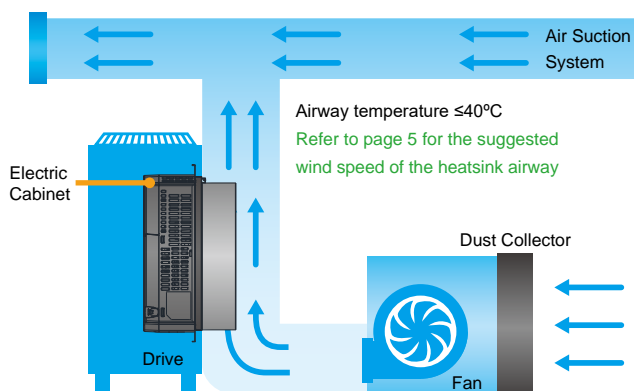 Air Suction
System
Airway temperature ≤40ºC
Refer to page 5 for the suggested
wind speed of the heatsink airway
Electric
Cabinet
Dust Collector
Drive
Fan